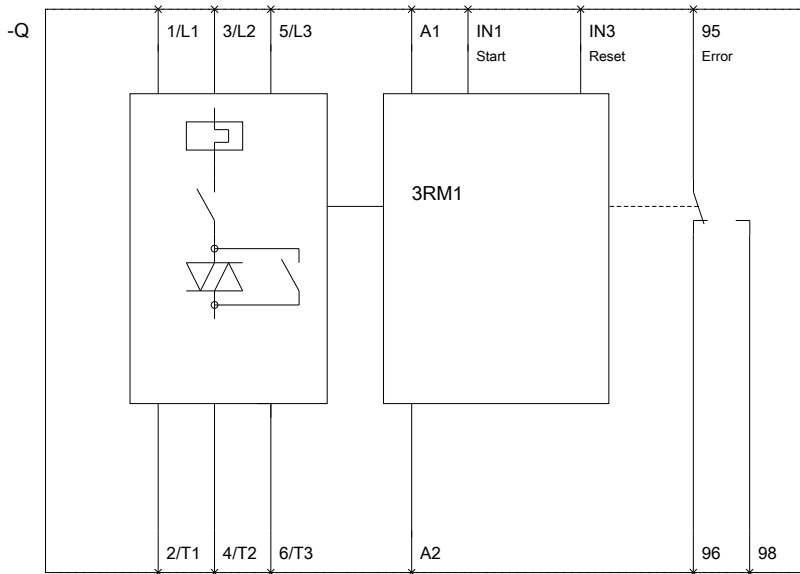 -Q 1/L1 3/L2 5/L3 A1 IN1 IN3 95
Start Reset Error
3RM1
2/T1 4/T2 6/T3 A2 96 98